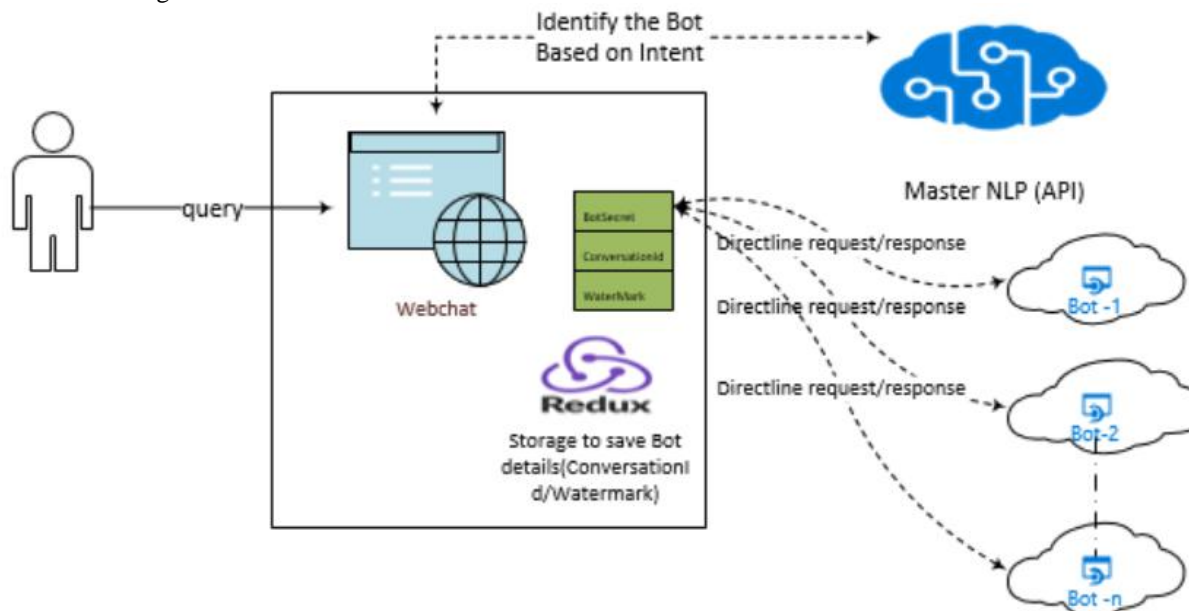 Identify the Bot
Based on Intent
query
Webchat
BotSecret
ConversationId
WaterMark
Redux
Storage to save Bot
details(ConversationI
d/Watermark)
Master NLP (API)
Directline request/response
Directline request/response
Directline request/response
Bot -1
Bot-2
Bot -n